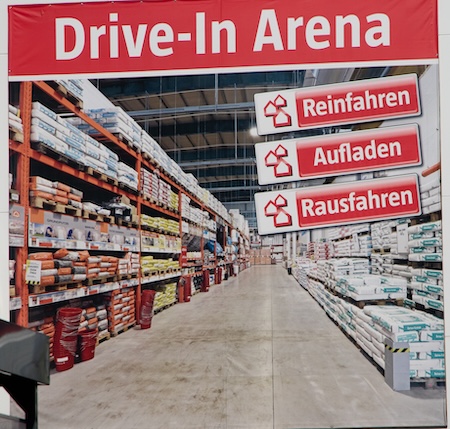 Drive-In Arena
Reinfahren
Aufladen
Rausfahren